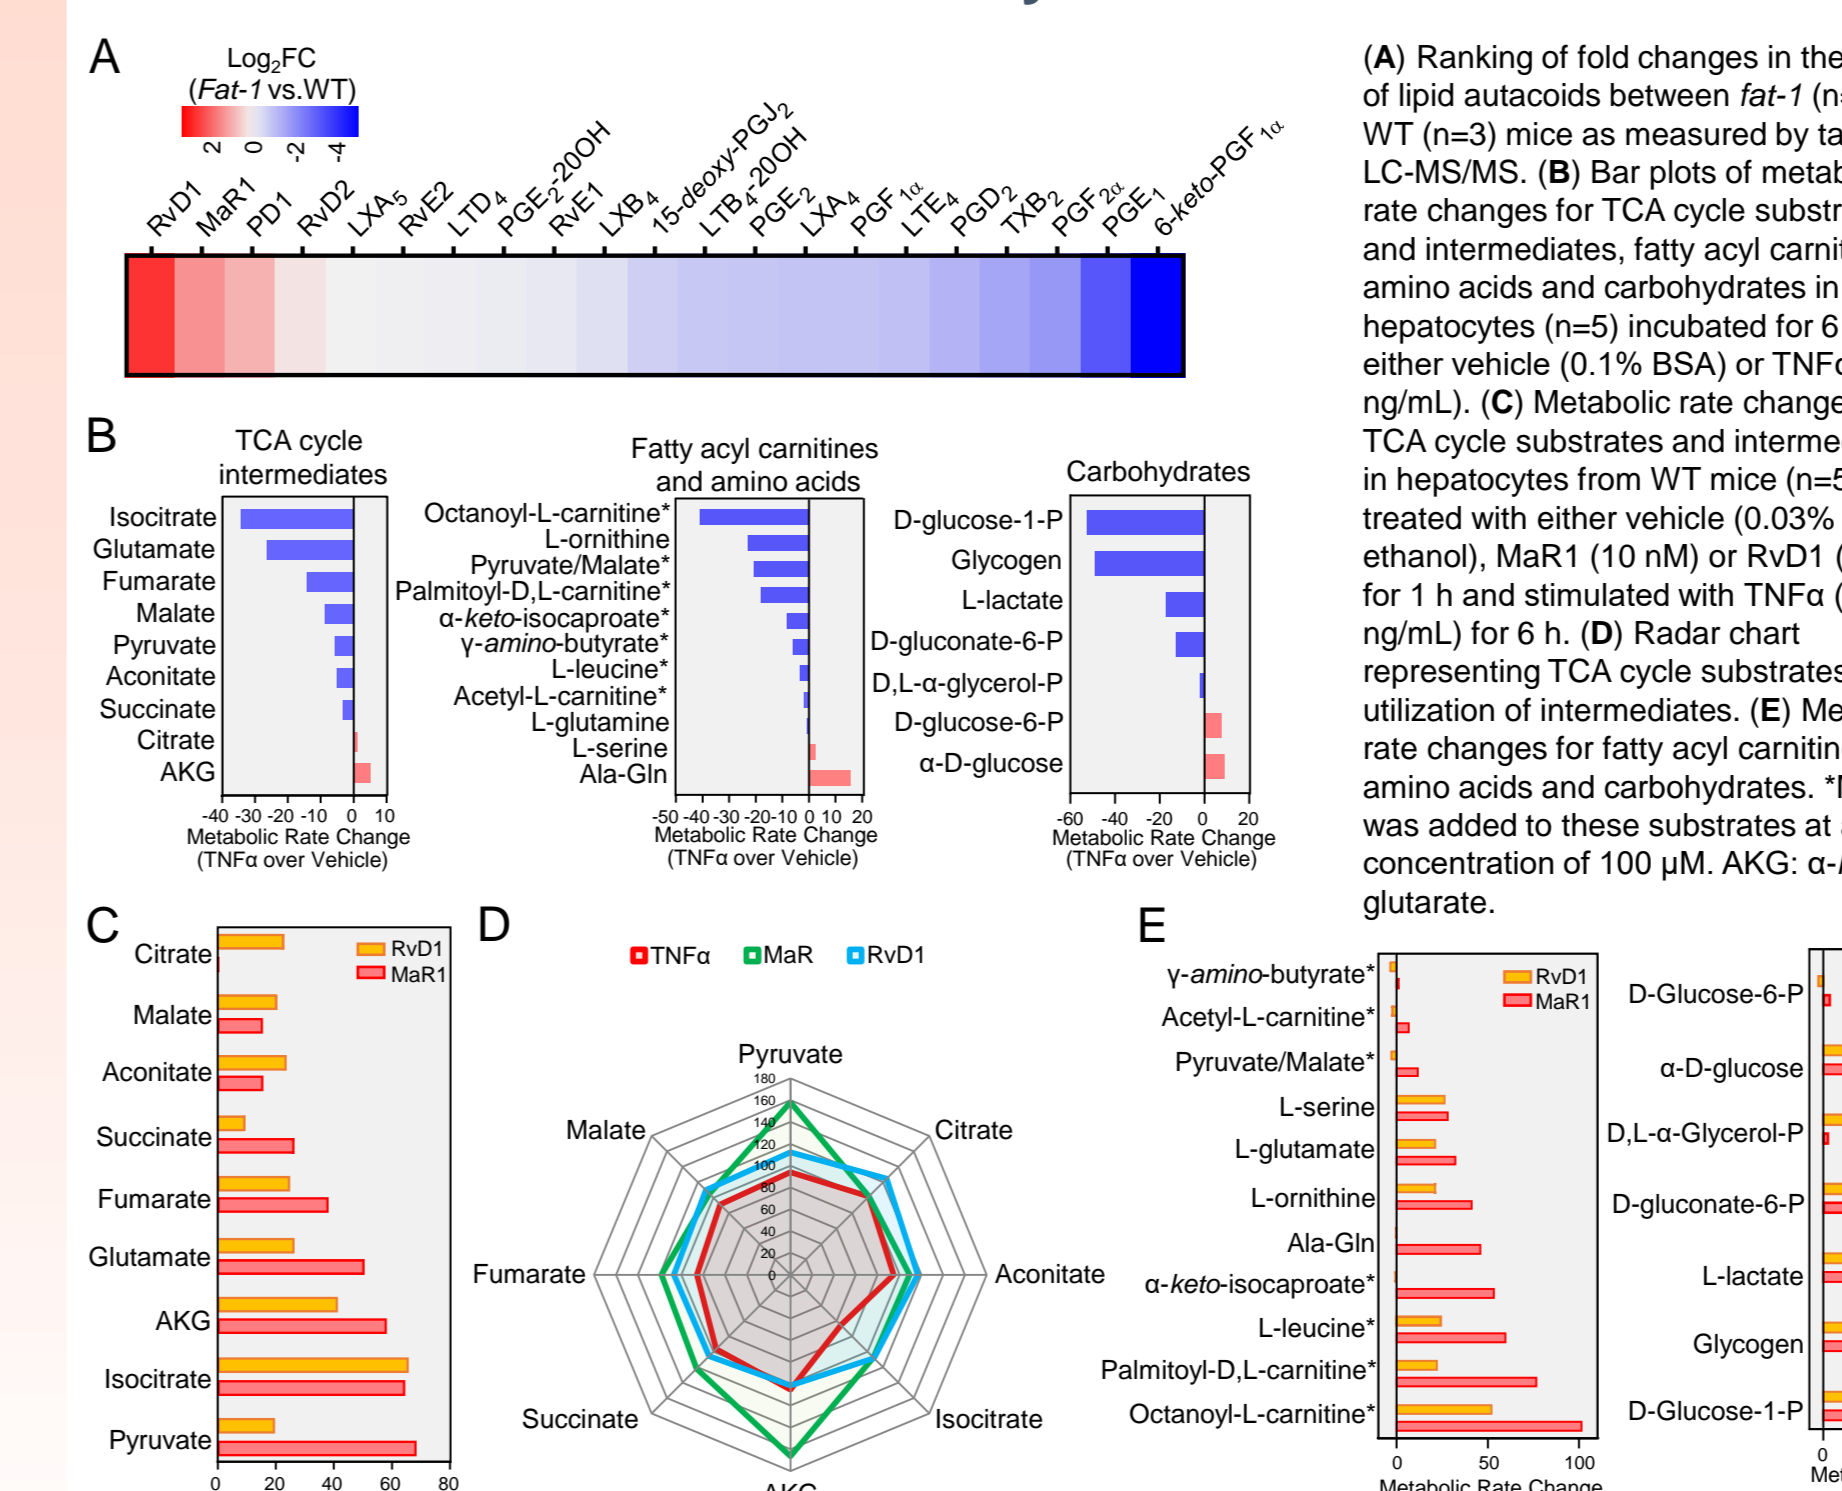 A
Log2FC
(Fat-1 vs.WT)
2 0 -2 -4
RvD1
MaR1
PD1
RvD2
LXA5
RvE2
LTD4
PGE2-20OH
RvE1
LXB4
15-deoxy-PGJ2
LTB4-20OH
PGE2
LXA4
PGF1α
LTE4
PGD2
TXB2
PGF2α
PGE1
6-keto-PGF1α
B
TCA cycle
intermediates
Isocitrate
Glutamate
Fumarate
Malate
Pyruvate
Aconitate
Succinate
Citrate
AKG
-40 -30 -20 -10 0 10
Metabolic Rate Change
(TNFα over Vehicle)
Fatty acyl carnitines
and amino acids
Octanoyl-L-carnitine*
L-ornithine
Pyruvate/Malate*
Palmitoyl-D,L-carnitine*
α-keto-isocaproate*
γ-amino-butyrate*
L-leucine*
Acetyl-L-carnitine*
L-glutamine
L-serine
Ala-Gln
-50 -40 -30 -20 -10 0 10 20
Metabolic Rate Change
(TNFα over Vehicle)
Carbohydrates
D-glucose-1-P
Glycogen
L-lactate
D-gluconate-6-P
D,L-α-glycerol-P
D-glucose-6-P
α-D-glucose
-60 -40 -20 0 20
Metabolic Rate Change
(TNFα over Vehicle)
(A) Ranking of fold changes in the
of lipid autacoids between fat-1 (n=
WT (n=3) mice as measured by ta
LC-MS/MS. (B) Bar plots of metab
rate changes for TCA cycle substr
and intermediates, fatty acyl carnit
amino acids and carbohydrates in
hepatocytes (n=5) incubated for 6
either vehicle (0.1% BSA) or TNFα
ng/mL). (C) Metabolic rate change
TCA cycle substrates and interme
in hepatocytes from WT mice (n=5
treated with either vehicle (0.03%
ethanol), MaR1 (10 nM) or RvD1 (
for 1 h and stimulated with TNFα (
ng/mL) for 6 h. (D) Radar chart
representing TCA cycle substrates
utilization of intermediates. (E) Me
rate changes for fatty acyl carnitin
amino acids and carbohydrates. *
was added to these substrates at
concentration of 100 µM. AKG: α-
glutarate.
C
RvD1
MaR1
Citrate
Malate
Aconitate
Succinate
Fumarate
Glutamate
AKG
Isocitrate
Pyruvate
0 20 40 60 80
D
TNFα MaR RvD1
Pyruvate
Citrate
Aconitate
Isocitrate
AKG
Succinate
Fumarate
Malate
180
160
140
120
100
80
60
40
20
0
E
RvD1
MaR1
γ-amino-butyrate*
Acetyl-L-carnitine*
Pyruvate/Malate*
L-serine
L-glutamate
L-ornithine
Ala-Gln
α-keto-isocaproate*
L-leucine*
Palmitoyl-D,L-carnitine*
Octanoyl-L-carnitine*
0 50 100
Metabolic Rate Change
D-Glucose-6-P
α-D-glucose
D,L-α-Glycerol-P
D-gluconate-6-P
L-lactate
Glycogen
D-Glucose-1-P
0
Met